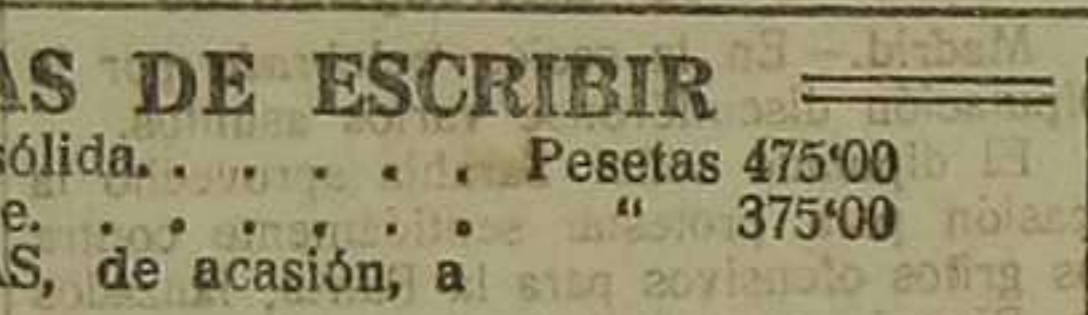 AS DE ESCRIBIR
sólida. . . . . . Pesetas 475‘00
e. . . . . . . “ 375‘00
AS, de acasión, a